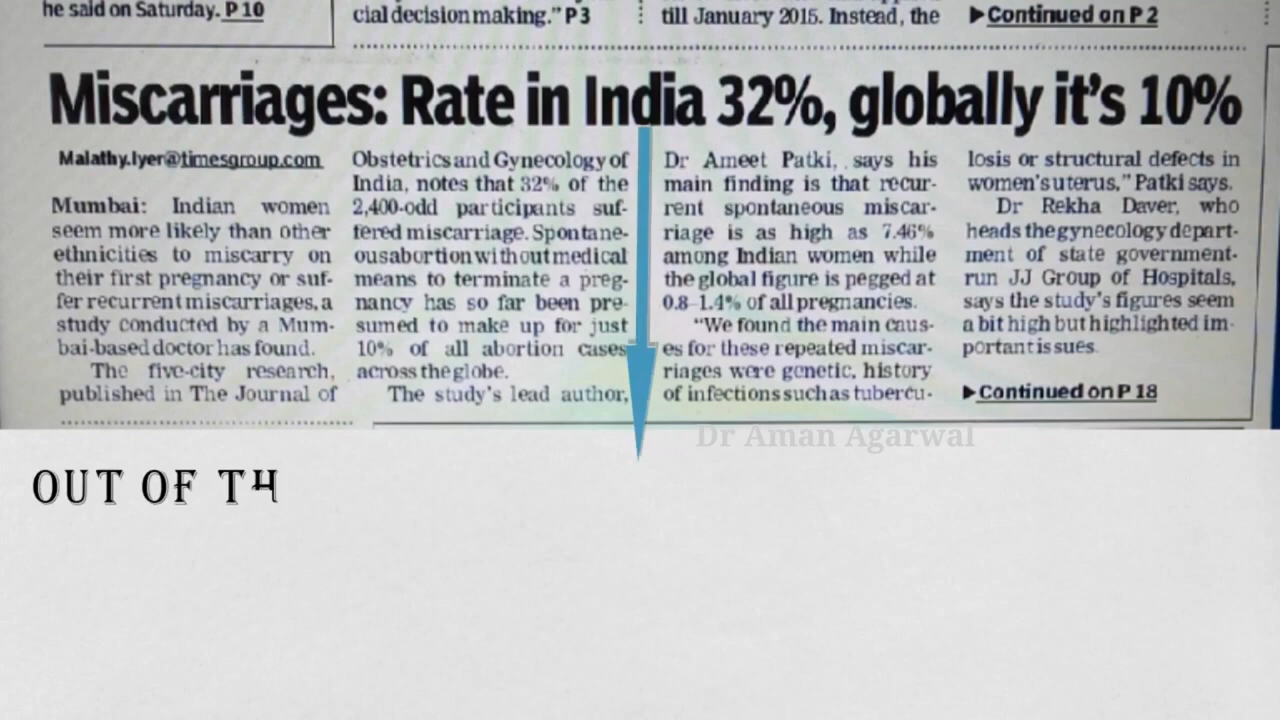 he said on Saturday. P 10
cial decision making." P3
till January 2015. Instead, the
▶Continued on P 2
Miscarriages: Rate in India 32%, globally it's 10%
Malathy.Iyer@timesgroup.com
Mumbai: Indian women
seem more likely than other
ethnicities to miscarry on
their first pregnancy or suf-
fer recurrent miscarriages, a
study conducted by a Mum-
bai-based doctor has found.
The five-city research,
published in The Journal of
Obstetrics and Gynecology of
India, notes that 32% of the
2,400-odd participants suf-
fered miscarriage. Spontane-
ous abortion without medical
means to terminate a preg-
nancy has so far been pre-
sumed to make up for just
10% of all abortion cases
across the globe.
The study's lead author,
Dr Ameet Patki, says his
main finding is that recur-
rent spontaneous miscar-
riage is as high as 7.46%
among Indian women while
the global figure is pegged at
0.8-1.4% of all pregnancies.
"We found the main caus-
es for these repeated miscar-
riages were genetic, history
of infections such as tubercu-
losis or structural defects in
women's uterus," Patki says.
Dr Rekha Daver, who
heads the gynecology depart-
ment of state government-
run JJ Group of Hospitals,
says the study's figures seem
a bit high but highlighted im-
portant issues.
▶Continued on P 18
Dr Aman Agarwal
OUT OF